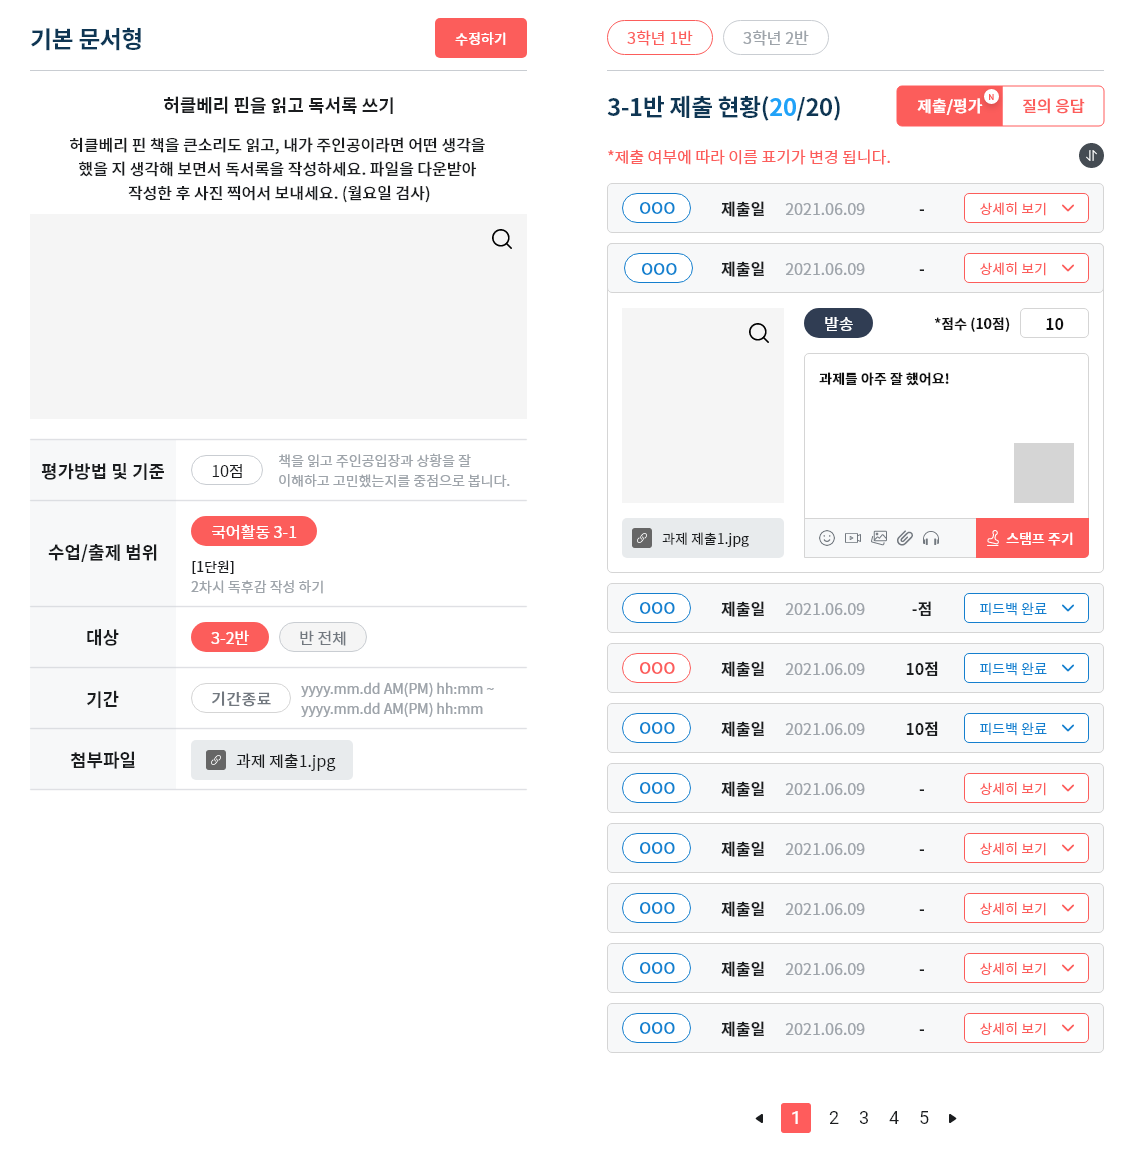 기본 문서형
수정하기
허클베리 핀을 읽고 독서록 쓰기
허클베리 핀 책을 큰소리도 읽고, 내가 주인공이라면 어떤 생각을
했을 지 생각해 보면서 독서록을 작성하세요. 파일을 다운받아
작성한 후 사진 찍어서 보내세요. (월요일 검사)
평가방법 및 기준
10점
책을 읽고 주인공입장과 상황을 잘
이해하고 고민했는지를 중점으로 봅니다.
수업/출제 범위
국어활동 3-1
[1단원]
2차시 독후감 작성 하기
대상
3-2반
반 전체
기간
기간종료
yyyy.mm.dd AM(PM) hh:mm ~
yyyy.mm.dd AM(PM) hh:mm
첨부파일
과제 제출1.jpg
3학년 1반
3학년 2반
3-1반 제출 현황(20/20)
제출/평가
N
질의 응답
*제출 여부에 따라 이름 표기가 변경 됩니다.
OOO 제출일 2021.06.09 - 상세히 보기
OOO 제출일 2021.06.09 - 상세히 보기
발송
*점수 (10점)
10
과제를 아주 잘 했어요!
과제 제출1.jpg
스탬프 주기
OOO 제출일 2021.06.09 -점 피드백 완료
OOO 제출일 2021.06.09 10점 피드백 완료
OOO 제출일 2021.06.09 10점 피드백 완료
OOO 제출일 2021.06.09 - 상세히 보기
OOO 제출일 2021.06.09 - 상세히 보기
OOO 제출일 2021.06.09 - 상세히 보기
OOO 제출일 2021.06.09 - 상세히 보기
OOO 제출일 2021.06.09 - 상세히 보기
1 2 3 4 5